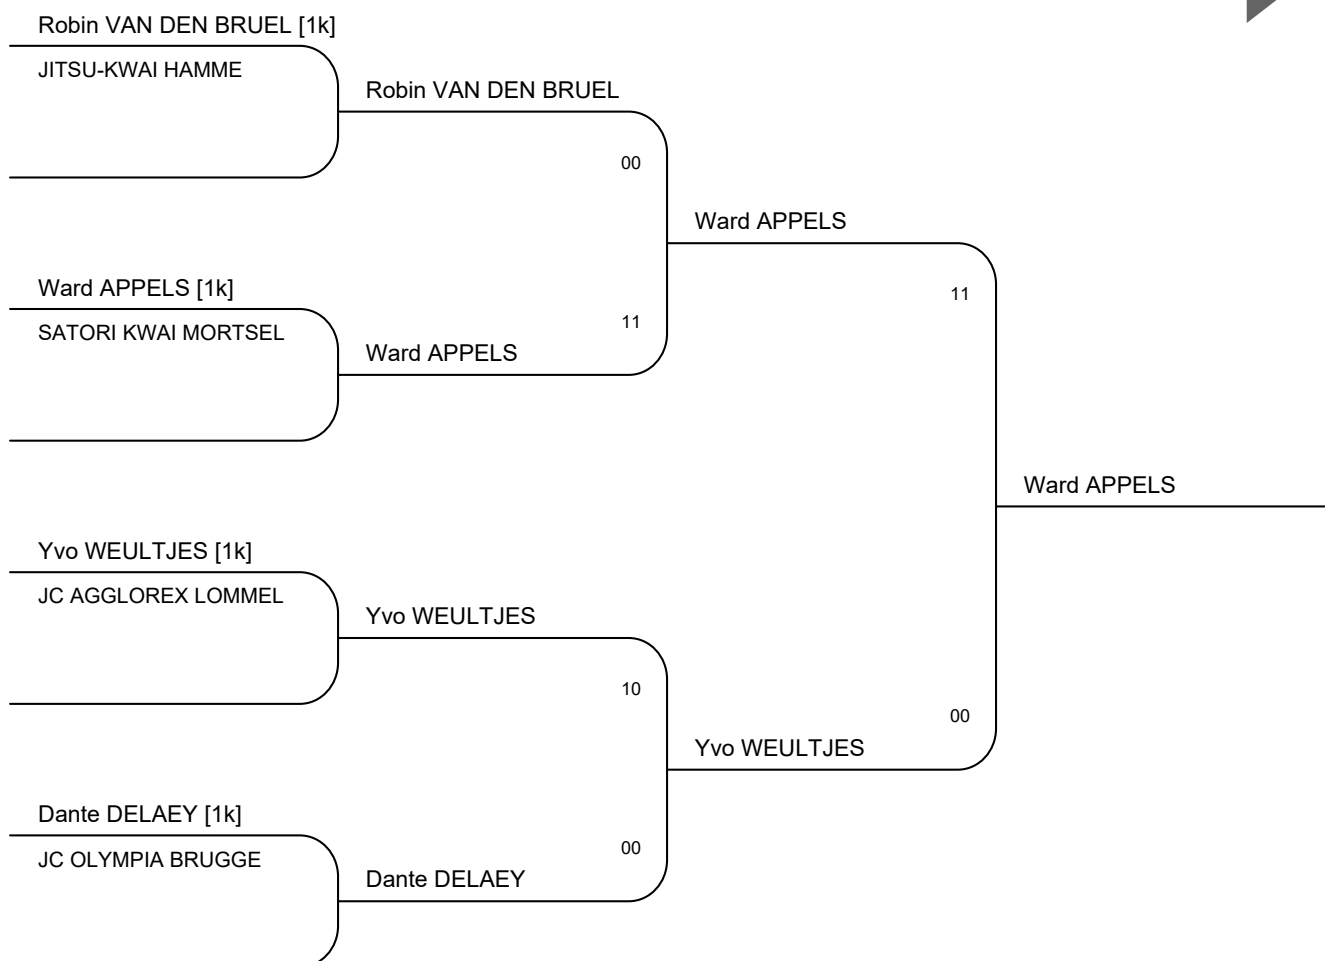 Robin VAN DEN BRUEL [1k]
JITSU-KWAI HAMME
Robin VAN DEN BRUEL
00
Ward APPELS
Ward APPELS [1k]
11
SATORI KWAI MORTSEL
11
Ward APPELS
Ward APPELS
Yvo WEULTJES [1k]
JC AGGLOREX LOMMEL
Yvo WEULTJES
10
00
Yvo WEULTJES
Dante DELAEY [1k]
00
JC OLYMPIA BRUGGE
Dante DELAEY